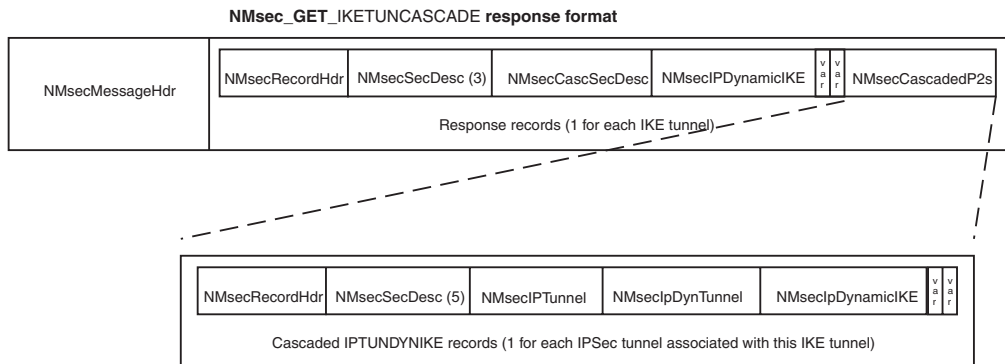 NMsec_GET_IKETUNCASCADE response format
NMsecMessageHdr
NMsecRecordHdr
NMsecSecDesc (3)
NMsecCascSecDesc
NMsecIPDynamicIKE
var
var
NMsecCascadedP2s
Response records (1 for each IKE tunnel)
NMsecRecordHdr
NMsecSecDesc (5)
NMsecIPTunnel
NMsecIpDynTunnel
NMsecIpDynamicIKE
var
var
Cascaded IPTUNDYNIKE records (1 for each IPSec tunnel associated with this IKE tunnel)